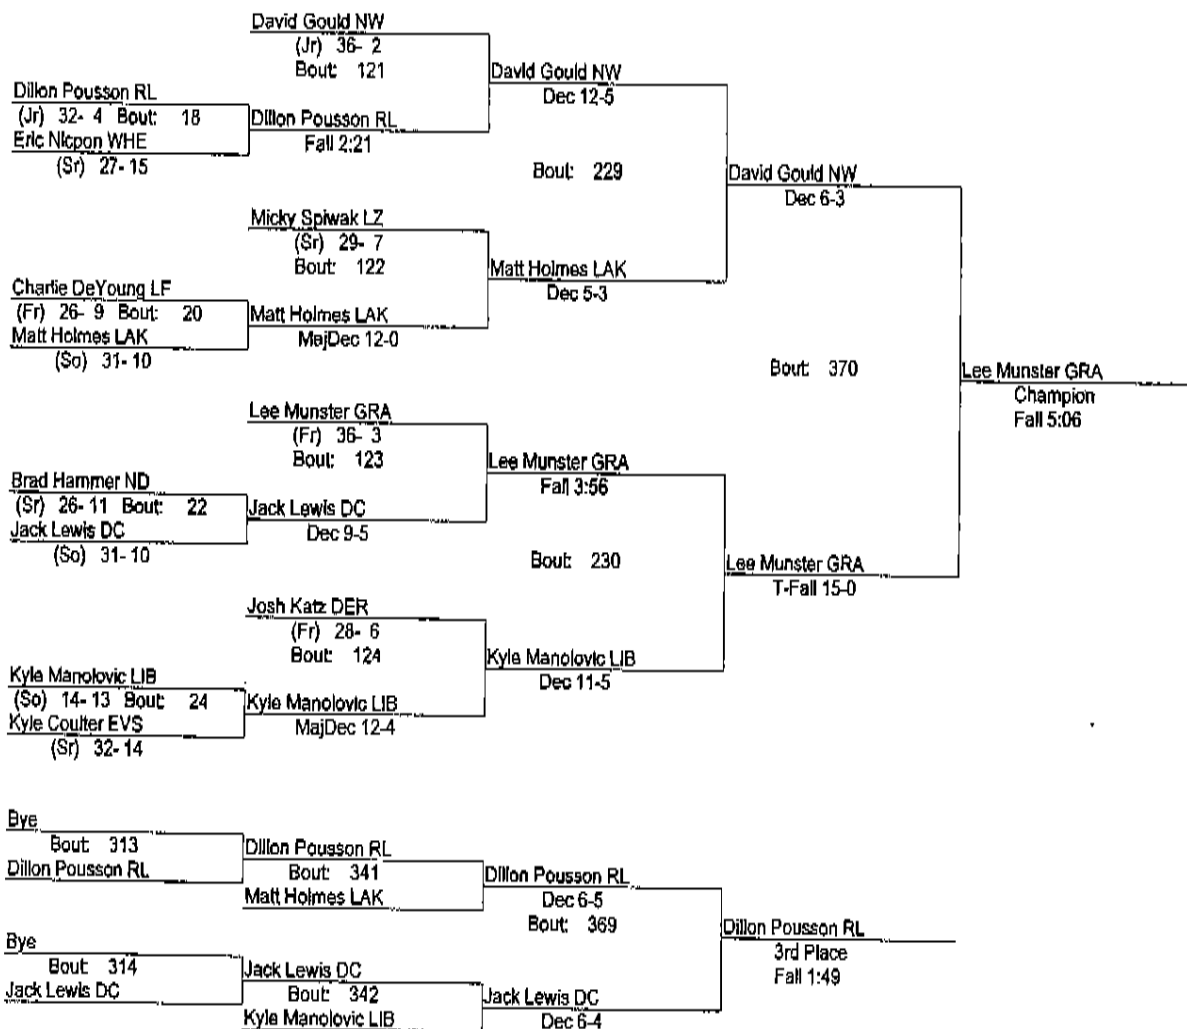 David Gould NW
(Jr) 36- 2
Bout: 121
David Gould NW
Dec 12-5
Dillon Pousson RL
(Jr) 32- 4 Bout: 18
Dillon Pousson RL
Fall 2:21
Eric Nicpon WHE
(Sr) 27- 15
Bout: 229
David Gould NW
Dec 6-3
Micky Spiwak LZ
(Sr) 29- 7
Bout: 122
Matt Holmes LAK
Dec 5-3
Charlie DeYoung LF
(Fr) 26- 9 Bout: 20
Matt Holmes LAK
MajDec 12-0
Matt Holmes LAK
(So) 31- 10
Bout: 370
Lee Munster GRA
Champion
Fall 5:06
Lee Munster GRA
(Fr) 36- 3
Bout: 123
Lee Munster GRA
Fall 3:56
Brad Hammer ND
(Sr) 26- 11 Bout: 22
Jack Lewis DC
Dec 9-5
Jack Lewis DC
(So) 31- 10
Bout: 230
Lee Munster GRA
T-Fall 15-0
Josh Katz DER
(Fr) 28- 6
Bout: 124
Kyle Manolovic LIB
Dec 11-5
Kyle Manolovic LIB
(So) 14- 13 Bout: 24
Kyle Manolovic LIB
MajDec 12-4
Kyle Coulter EVS
(Sr) 32- 14
Bye
Bout: 313
Dillon Pousson RL
Dillon Pousson RL
Bout: 341
Matt Holmes LAK
Dillon Pousson RL
Dec 6-5
Bout: 369
Dillon Pousson RL
3rd Place
Fall 1:49
Bye
Bout: 314
Jack Lewis DC
Jack Lewis DC
Bout: 342
Kyle Manolovic LIB
Jack Lewis DC
Dec 6-4